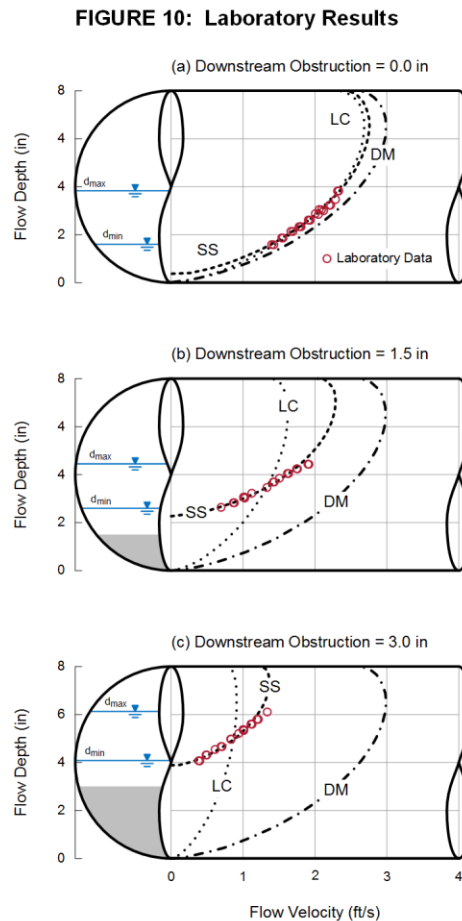 FIGURE 10: Laboratory Results
(a) Downstream Obstruction = 0.0 in
Flow Depth (in)
8
4
4
2
0
dmax
dmin
LC
DM
SS
Laboratory Data
(b) Downstream Obstruction = 1.5 in
Flow Depth (in)
8
4
4
2
0
dmax
dmin
LC
SS
DM
(c) Downstream Obstruction = 3.0 in
Flow Depth (in)
8
6
4
2
0
dmax
dmin
SS
LC
DM
0 1 2 3 4
Flow Velocity (ft/s)